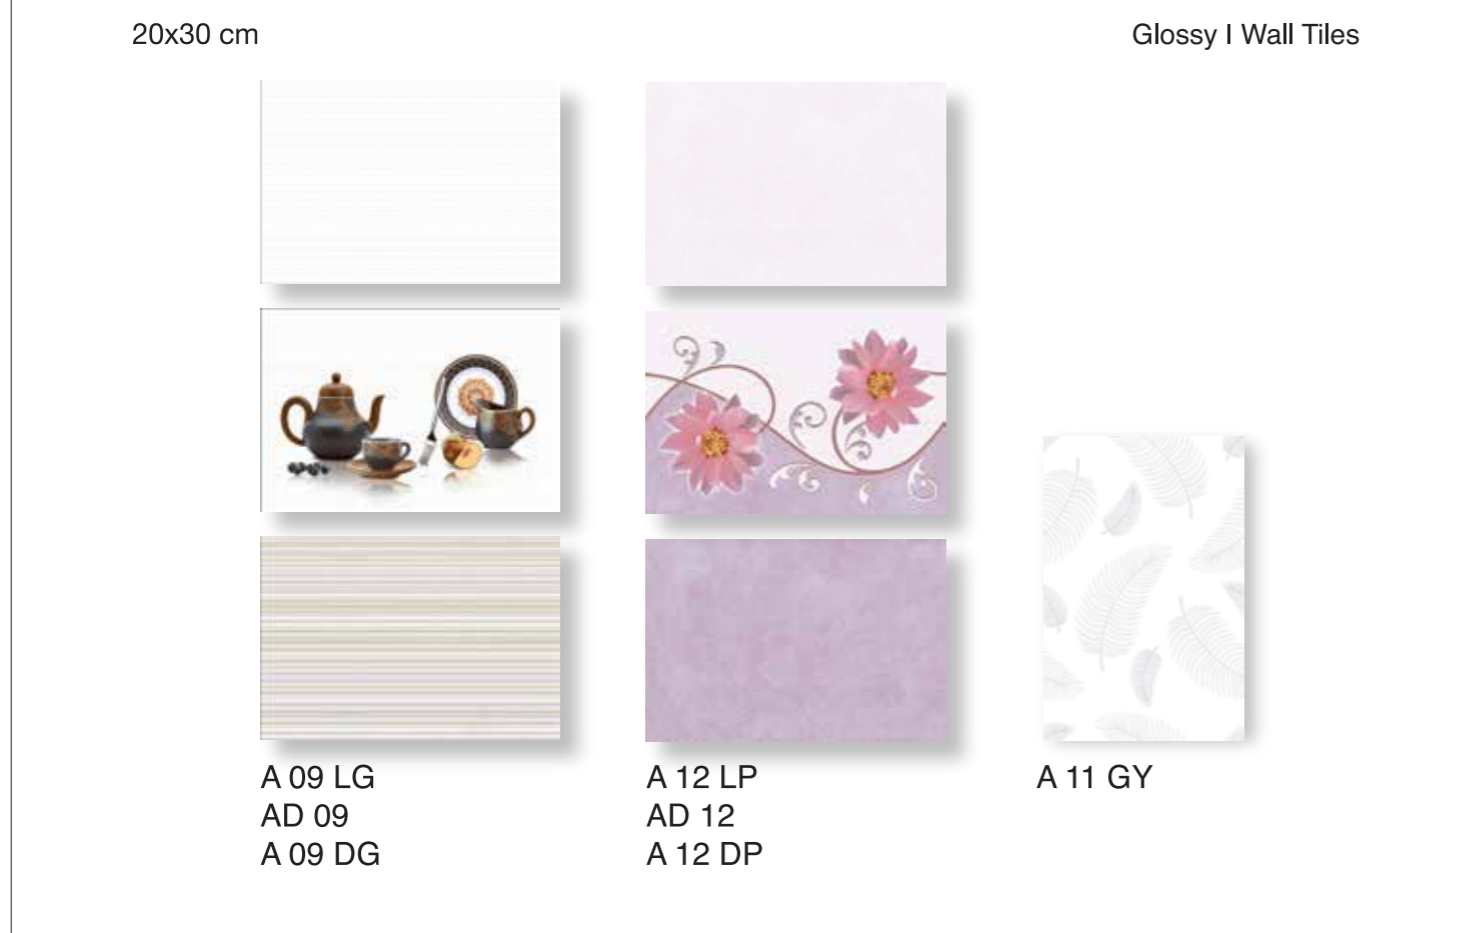 20x30 cm
Glossy I Wall Tiles
A 09 LG
AD 09
A 09 DG
A 12 LP
AD 12
A 12 DP
A 11 GY